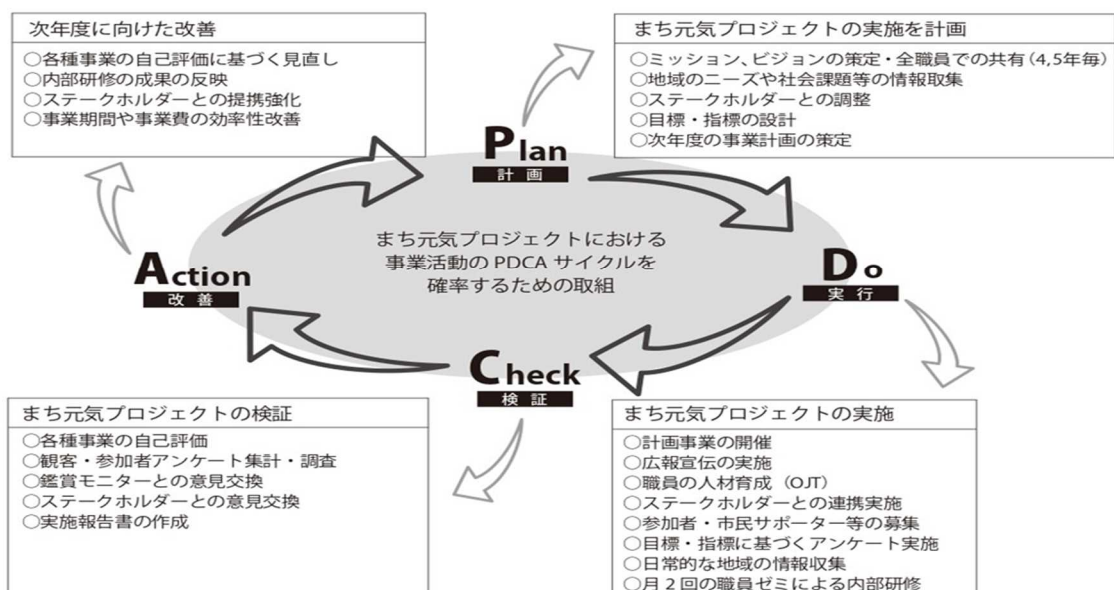 次年度に向けた改善
○各種事業の自己評価に基づく見直し
○内部研修の成果の反映
○ステークホルダーとの提携強化
○事業期間や事業費の効率性改善
まち元気プロジェクトの実施を計画
○ミッション、ビジョンの策定・全職員での共有(4,5年毎)
○地域のニーズや社会課題等の情報収集
○ステークホルダーとの調整
○目標・指標の設計
○次年度の事業計画の策定
Plan
計画
まち元気プロジェクトにおける
事業活動の PDCA サイクルを
確率するための取組
Action
改善
Do
実行
Check
検証
まち元気プロジェクトの検証
○各種事業の自己評価
○観客・参加者アンケート集計・調査
○鑑賞モニターとの意見交換
○ステークホルダーとの意見交換
○実施報告書の作成
まち元気プロジェクトの実施
○計画事業の開催
○広報宣伝の実施
○職員の人材育成（OJT）
○ステークホルダーとの連携実施
○参加者・市民サポーター等の募集
○目標・指標に基づくアンケート実施
○日常的な地域の情報収集
○月2回の職員ゼミによる内部研修